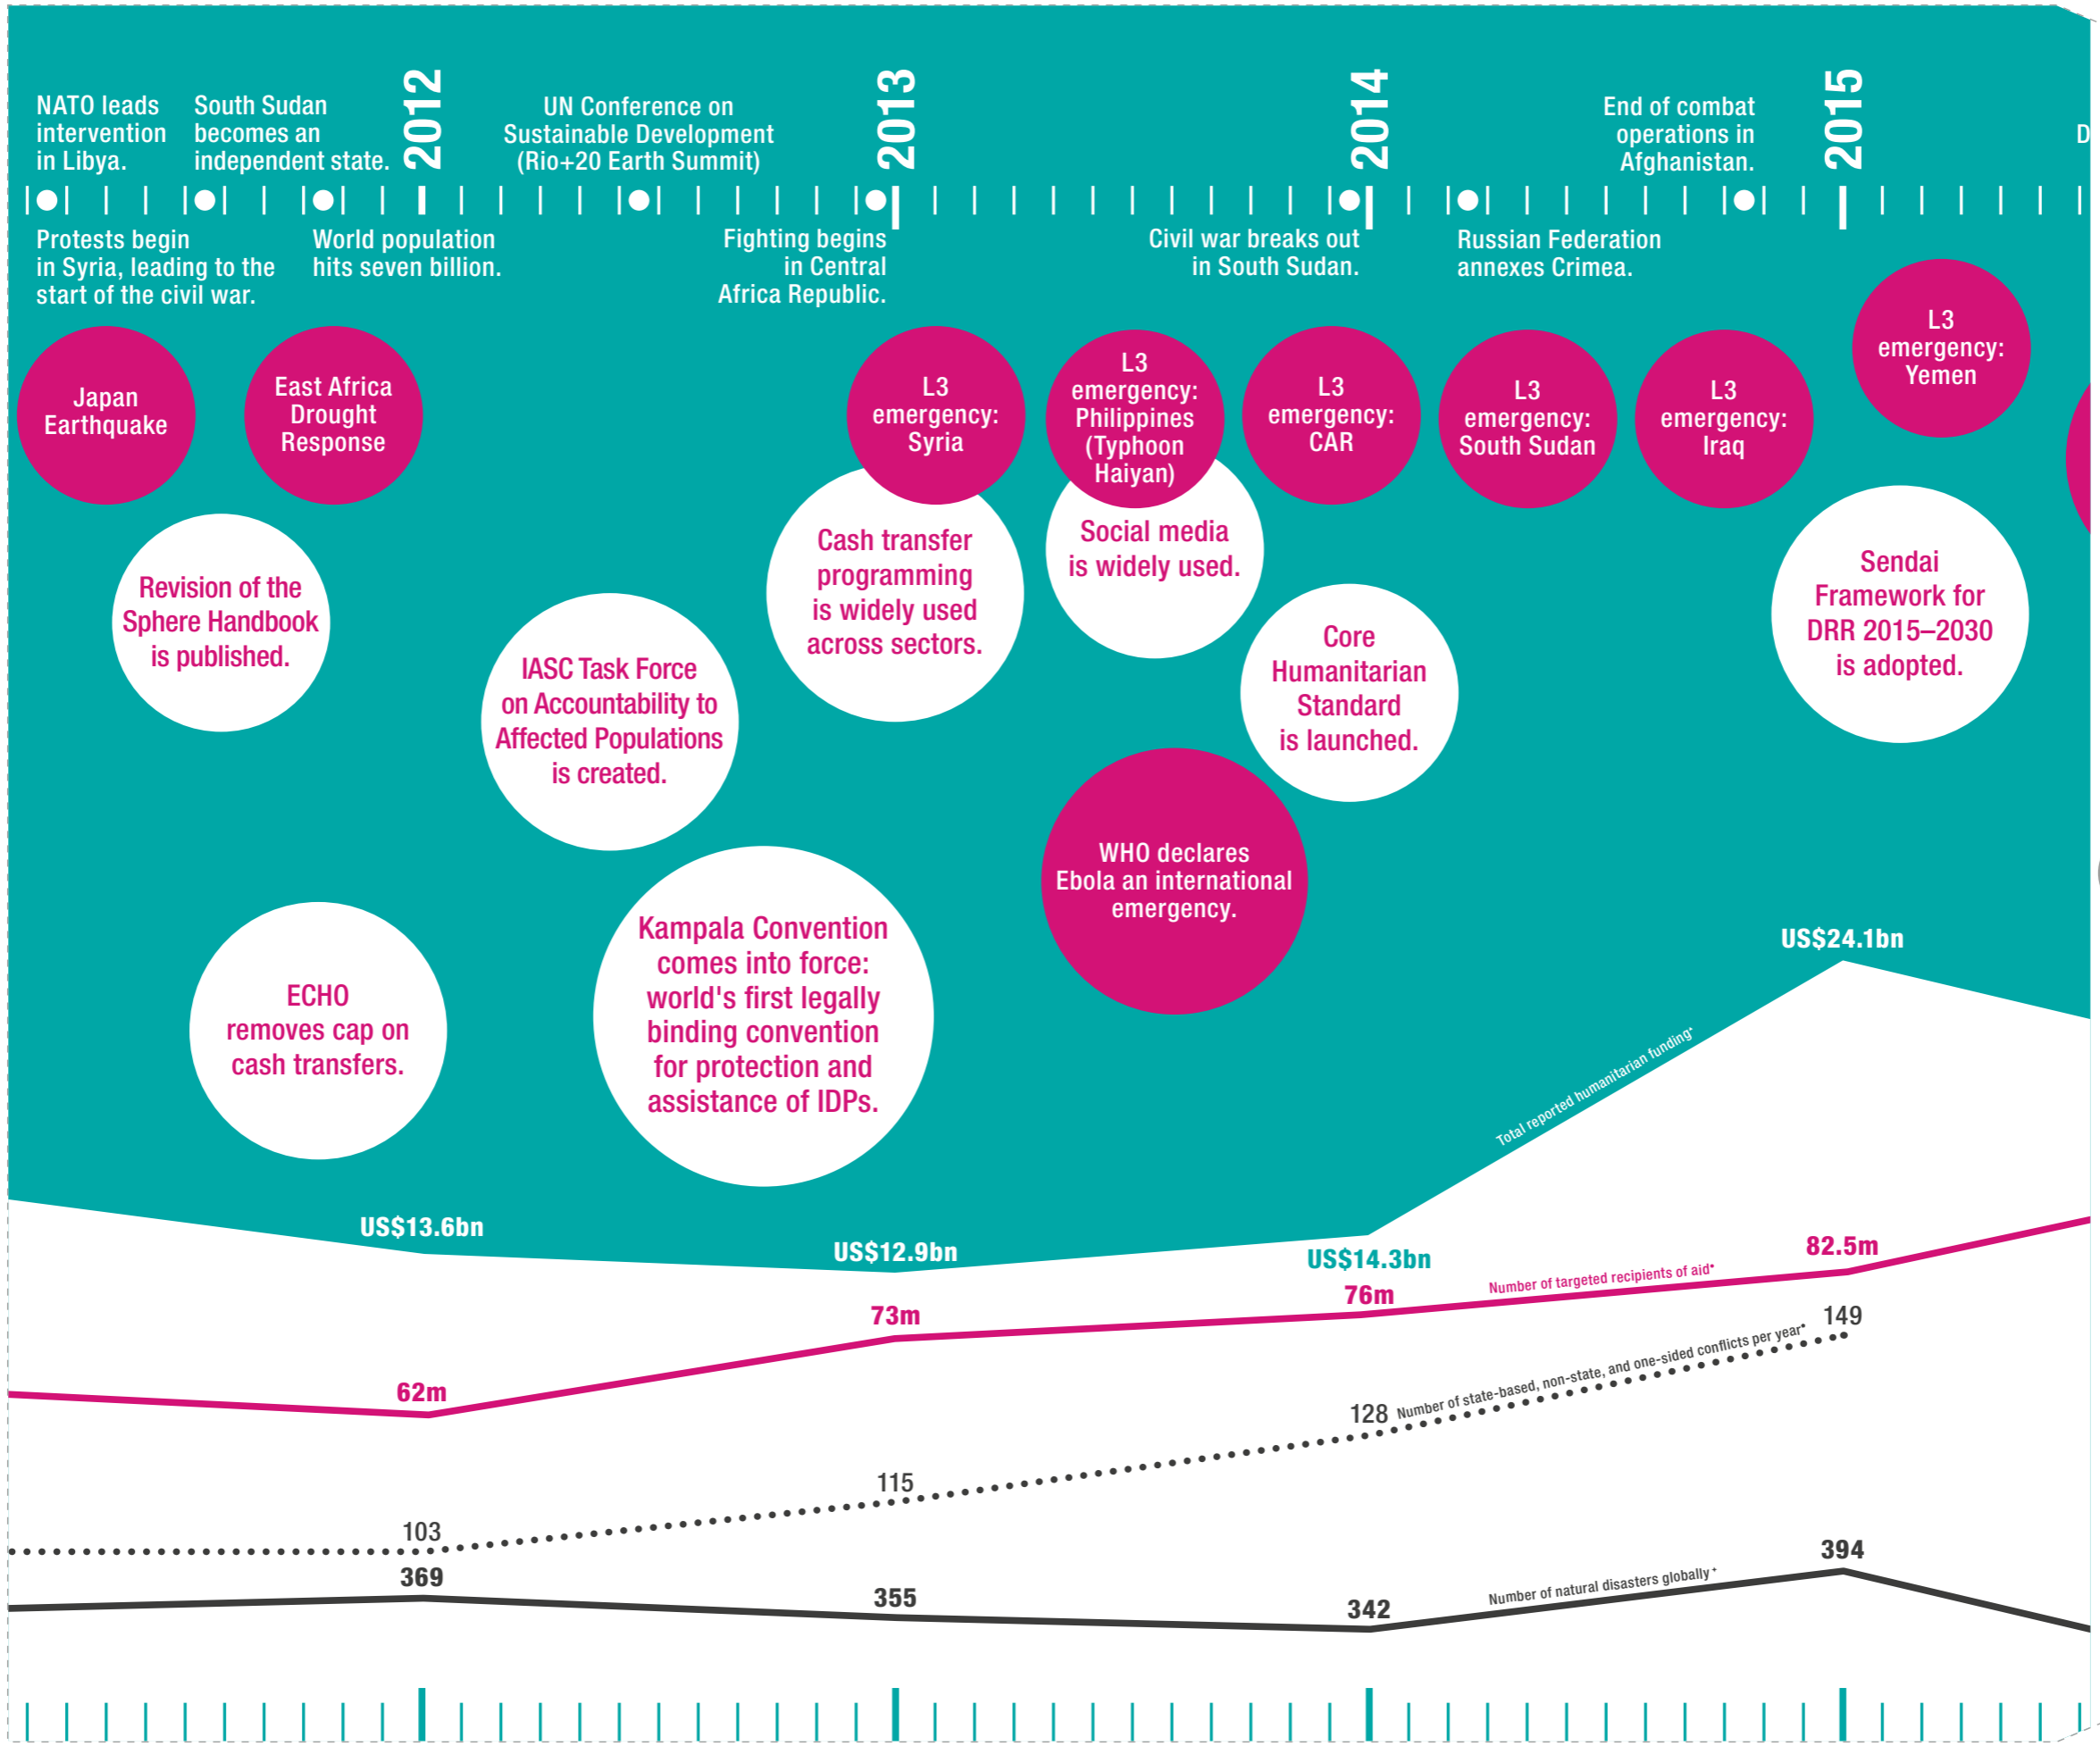 NATO leads
intervention
in Libya.
South Sudan
becomes an
independent state.
2012
UN Conference on
Sustainable Development
(Rio+20 Earth Summit)
2013
2014
End of combat
operations in
Afghanistan.
2015
D
Protests begin
in Syria, leading to the
start of the civil war.
World population
hits seven billion.
Fighting begins
in Central
Africa Republic.
Civil war breaks out
in South Sudan.
Russian Federation
annexes Crimea.
Japan
Earthquake
East Africa
Drought
Response
L3
emergency:
Syria
L3
emergency:
Philippines
(Typhoon
Haiyan)
L3
emergency:
CAR
L3
emergency:
South Sudan
L3
emergency:
Iraq
L3
emergency:
Yemen
Revision of the
Sphere Handbook
is published.
IASC Task Force
on Accountability to
Affected Populations
is created.
Cash transfer
programming
is widely used
across sectors.
Social media
is widely used.
Core
Humanitarian
Standard
is launched.
Sendai
Framework for
DRR 2015–2030
is adopted.
WHO declares
Ebola an international
emergency.
ECHO
removes cap on
cash transfers.
Kampala Convention
comes into force:
world's first legally
binding convention
for protection and
assistance of IDPs.
US$24.1bn
Total reported humanitarian funding*
US$13.6bn
US$12.9bn
US$14.3bn
Number of targeted recipients of aid*
82.5m
62m
73m
76m
149
Number of state-based, non-state, and one-sided conflicts per year*
103
115
128
369
355
342
Number of natural disasters globally+
394